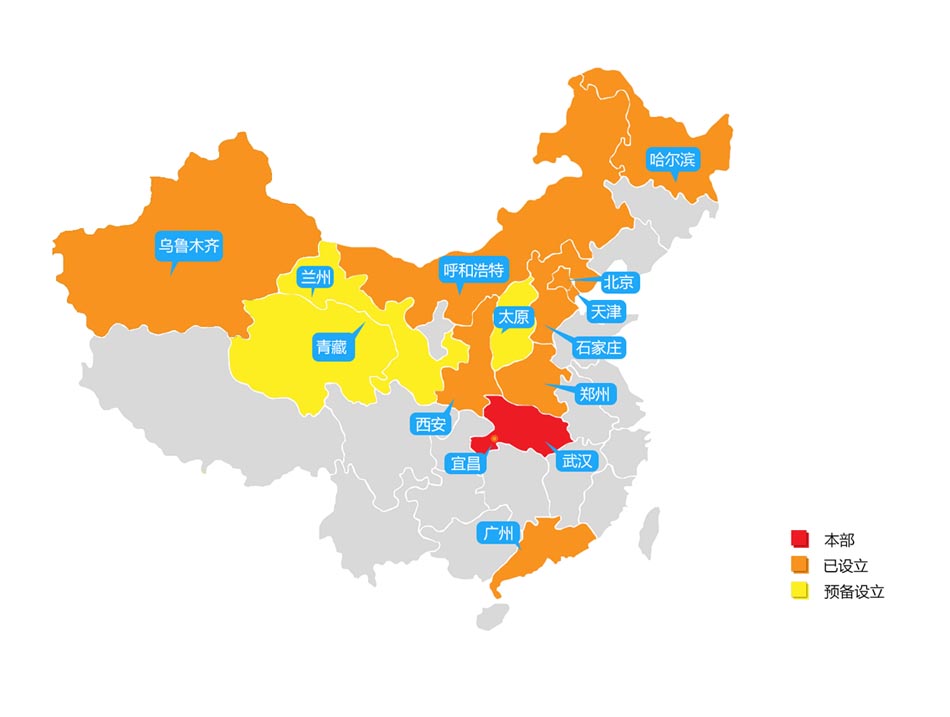 哈尔滨
乌鲁木齐
呼和浩特
兰州
北京
天津
太原
青藏
石家庄
郑州
西安
宜昌
武汉
广州
本部
已设立
预备设立